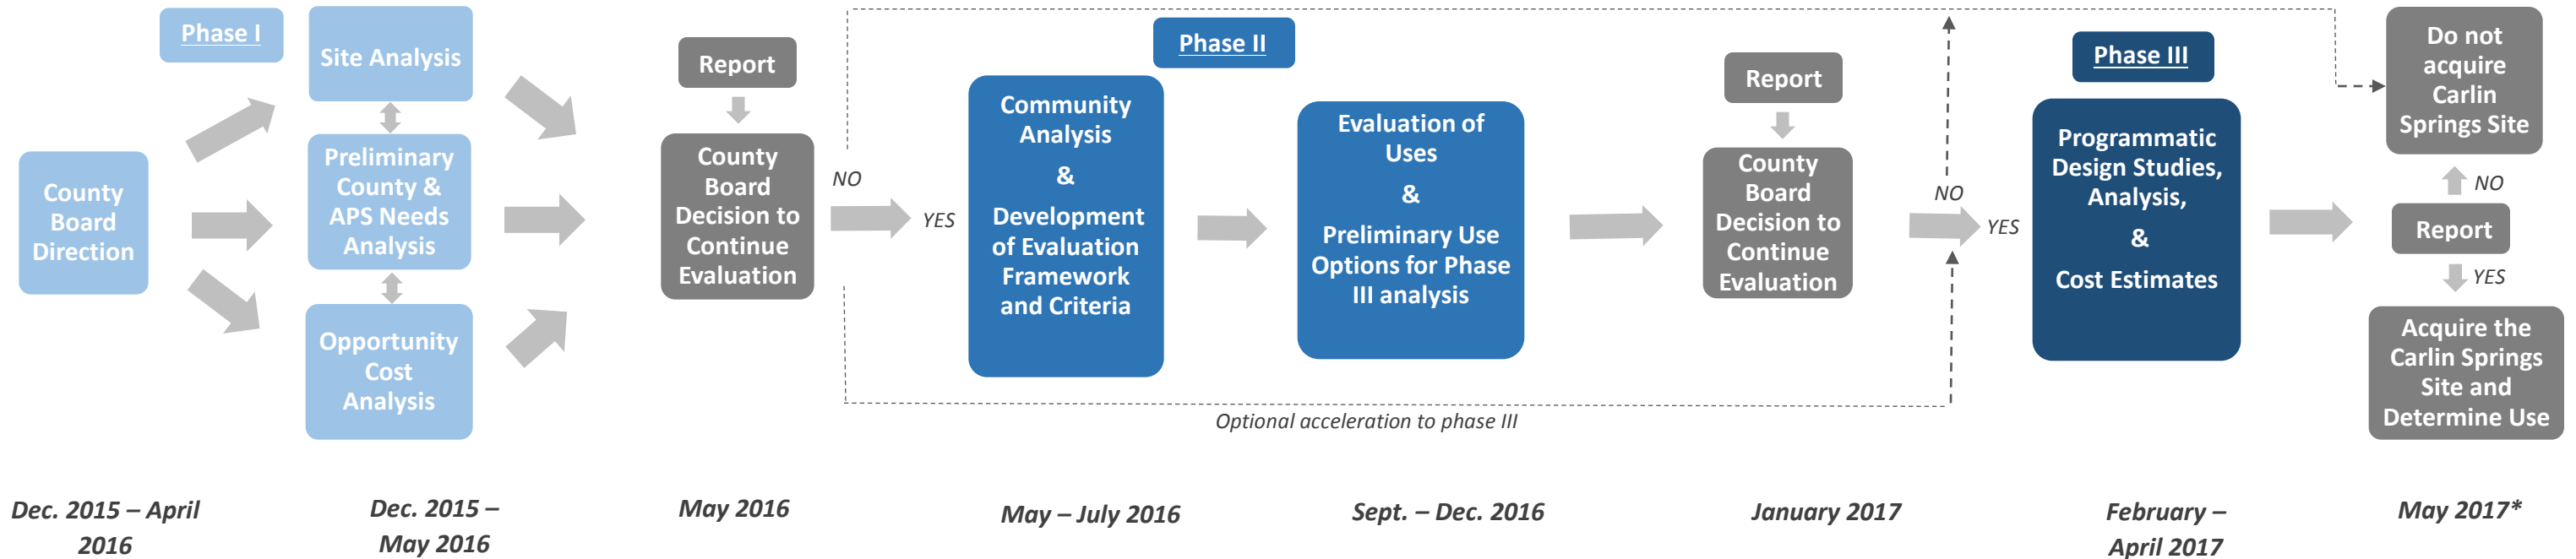 Phase I
County
Board
Direction
Site Analysis
Preliminary
County &
APS Needs
Analysis
Opportunity
Cost
Analysis
Report
County
Board
Decision to
Continue
Evaluation
NO
YES
Phase II
Community
Analysis
&
Development
of Evaluation
Framework
and Criteria
Evaluation of
Uses
&
Preliminary Use
Options for Phase
III analysis
Optional acceleration to phase III
Report
County
Board
Decision to
Continue
Evaluation
NO
YES
Phase III
Programmatic
Design Studies,
Analysis,
&
Cost Estimates
Do not
acquire
Carlin
Springs Site
NO
Report
YES
Acquire the
Carlin Springs
Site and
Determine Use
Dec. 2015 – April
2016
Dec. 2015 –
May 2016
May 2016
May – July 2016
Sept. – Dec. 2016
January 2017
February –
April 2017
May 2017*